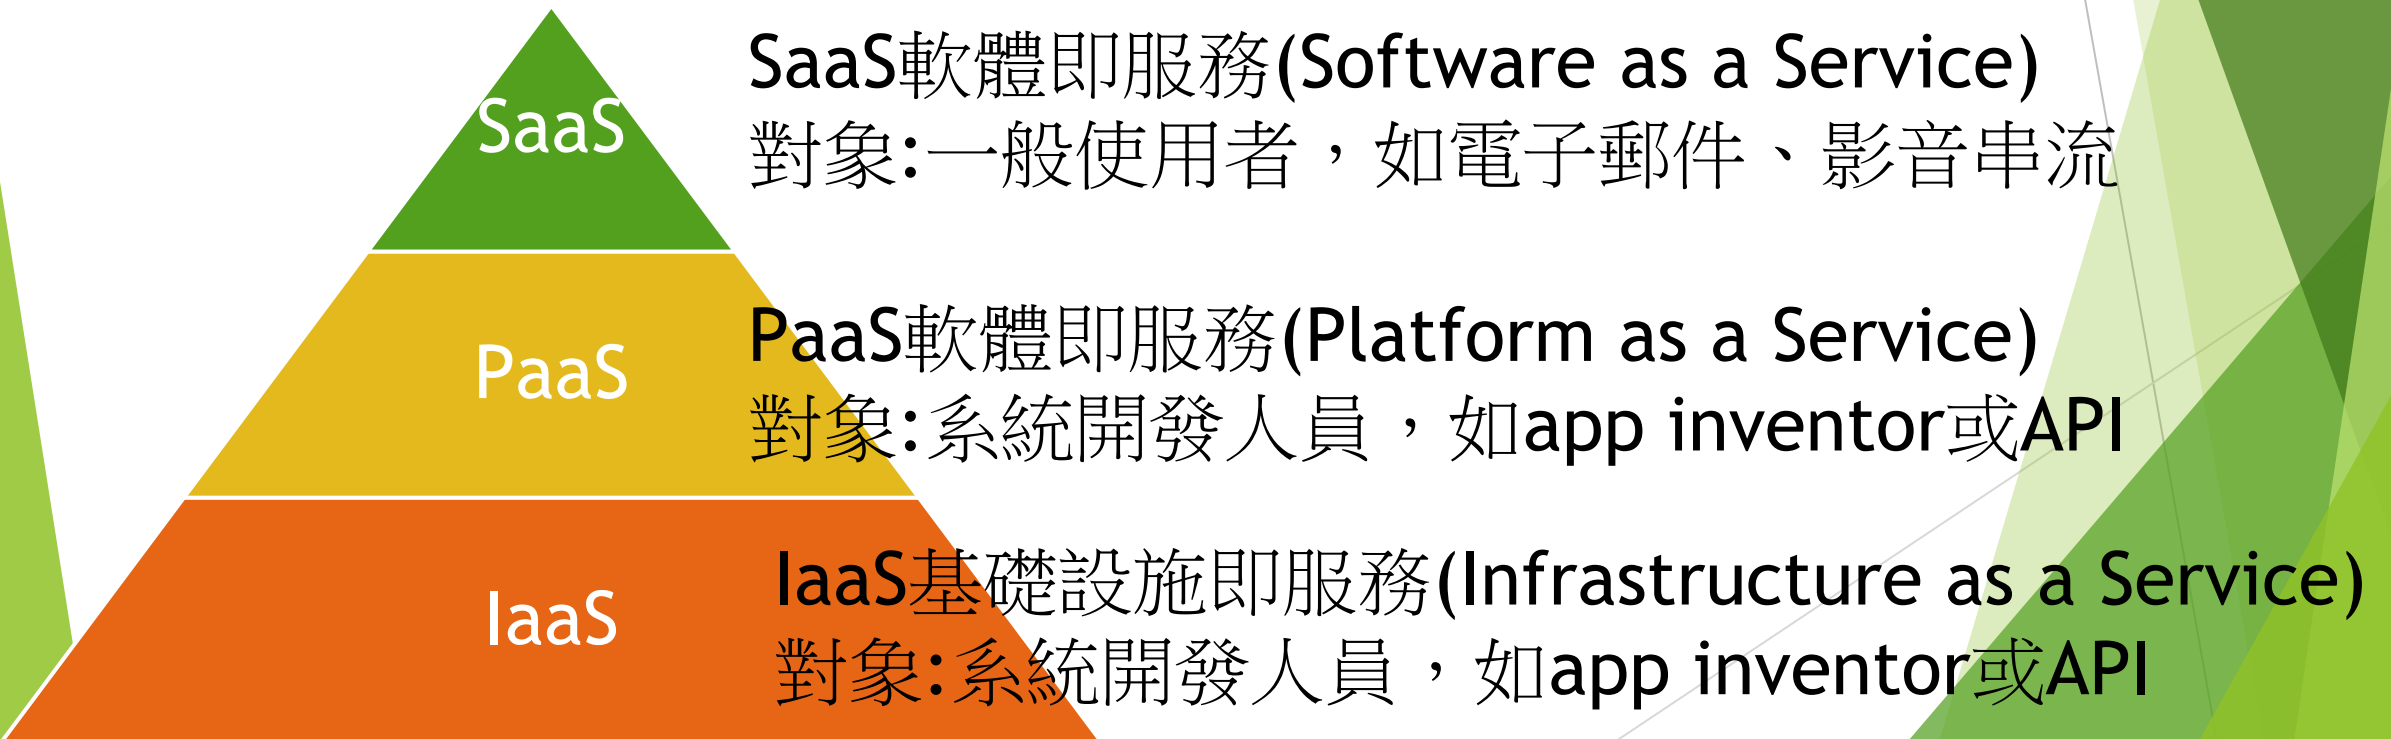 SaaS
SaaS軟體即服務(Software as a Service)
對象:一般使用者，如電子郵件、影音串流
PaaS
PaaS軟體即服務(Platform as a Service)
對象:系統開發人員，如app inventor或API
IaaS
IaaS基礎設施即服務(Infrastructure as a Service)
對象:系統開發人員，如app inventor或API